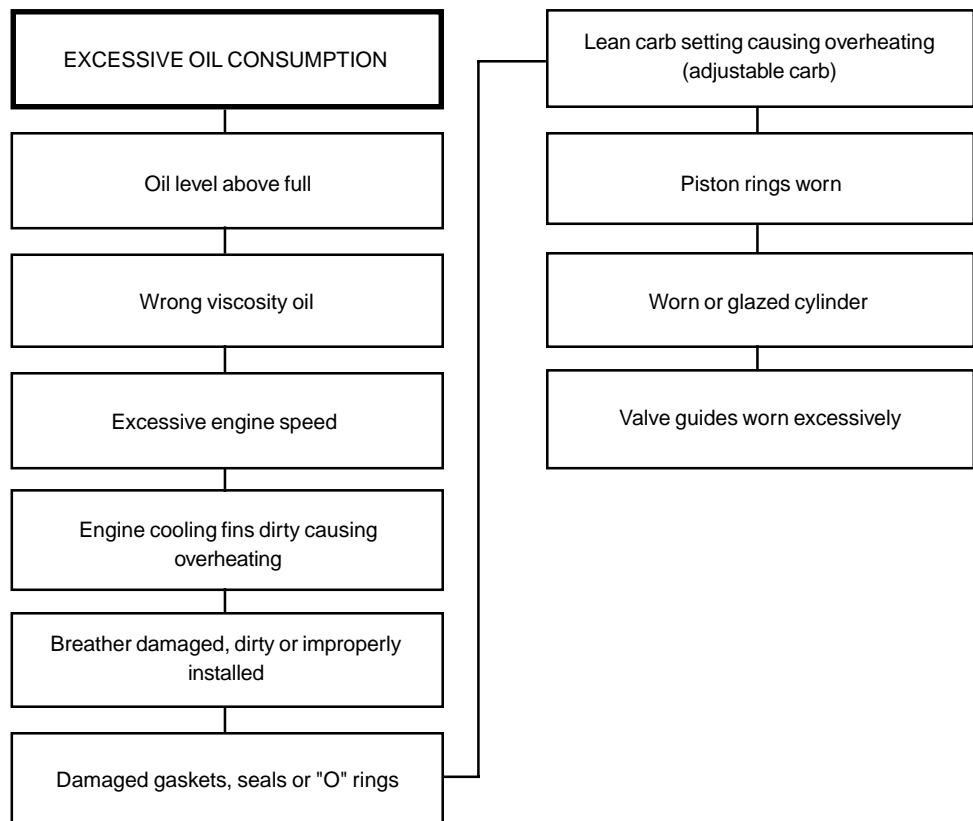 EXCESSIVE OIL CONSUMPTION
Oil level above full
Wrong viscosity oil
Excessive engine speed
Engine cooling fins dirty causing
overheating
Breather damaged, dirty or improperly
installed
Damaged gaskets, seals or "O" rings
Lean carb setting causing overheating
(adjustable carb)
Piston rings worn
Worn or glazed cylinder
Valve guides worn excessively